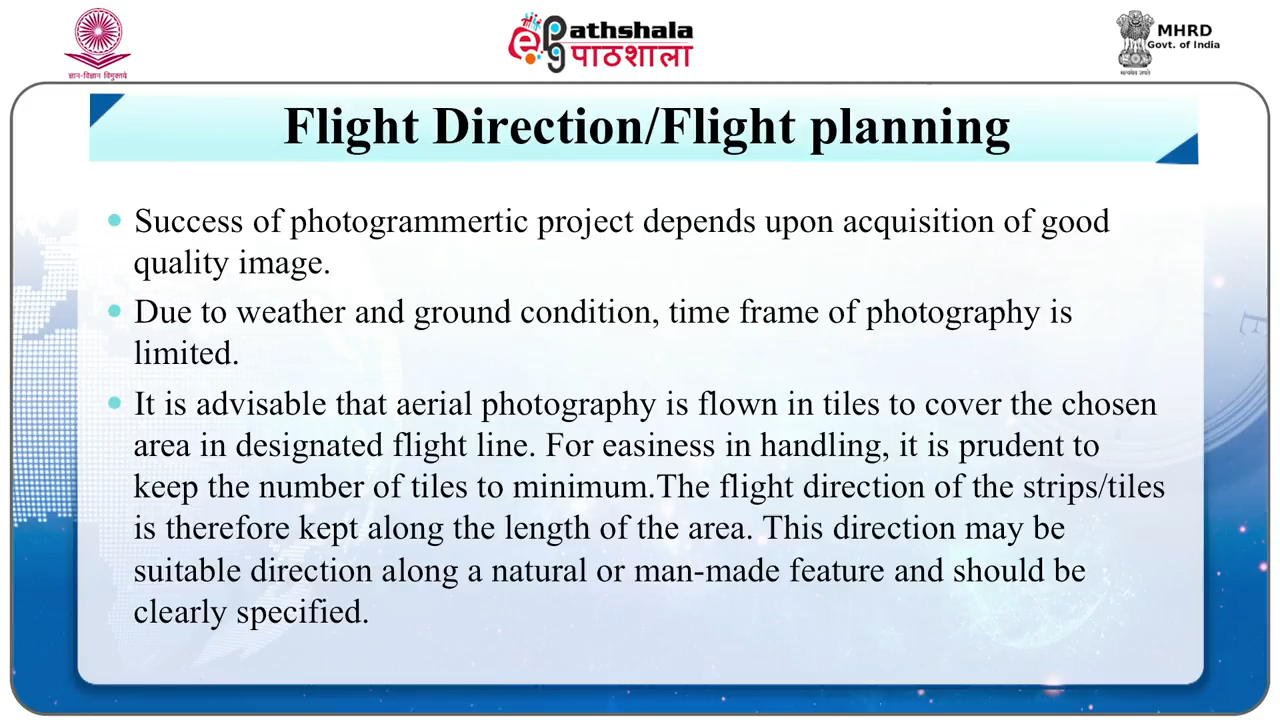 ज्ञान-विज्ञान विमुक्तये
ePathshala
पाठशाला
MHRD
Govt. of India
सत्यमेव जयते
Flight Direction/Flight planning
Success of photogrammertic project depends upon acquisition of good
quality image.
Due to weather and ground condition, time frame of photography is
limited.
It is advisable that aerial photography is flown in tiles to cover the chosen
area in designated flight line. For easiness in handling, it is prudent to
keep the number of tiles to minimum.The flight direction of the strips/tiles
is therefore kept along the length of the area. This direction may be
suitable direction along a natural or man-made feature and should be
clearly specified.